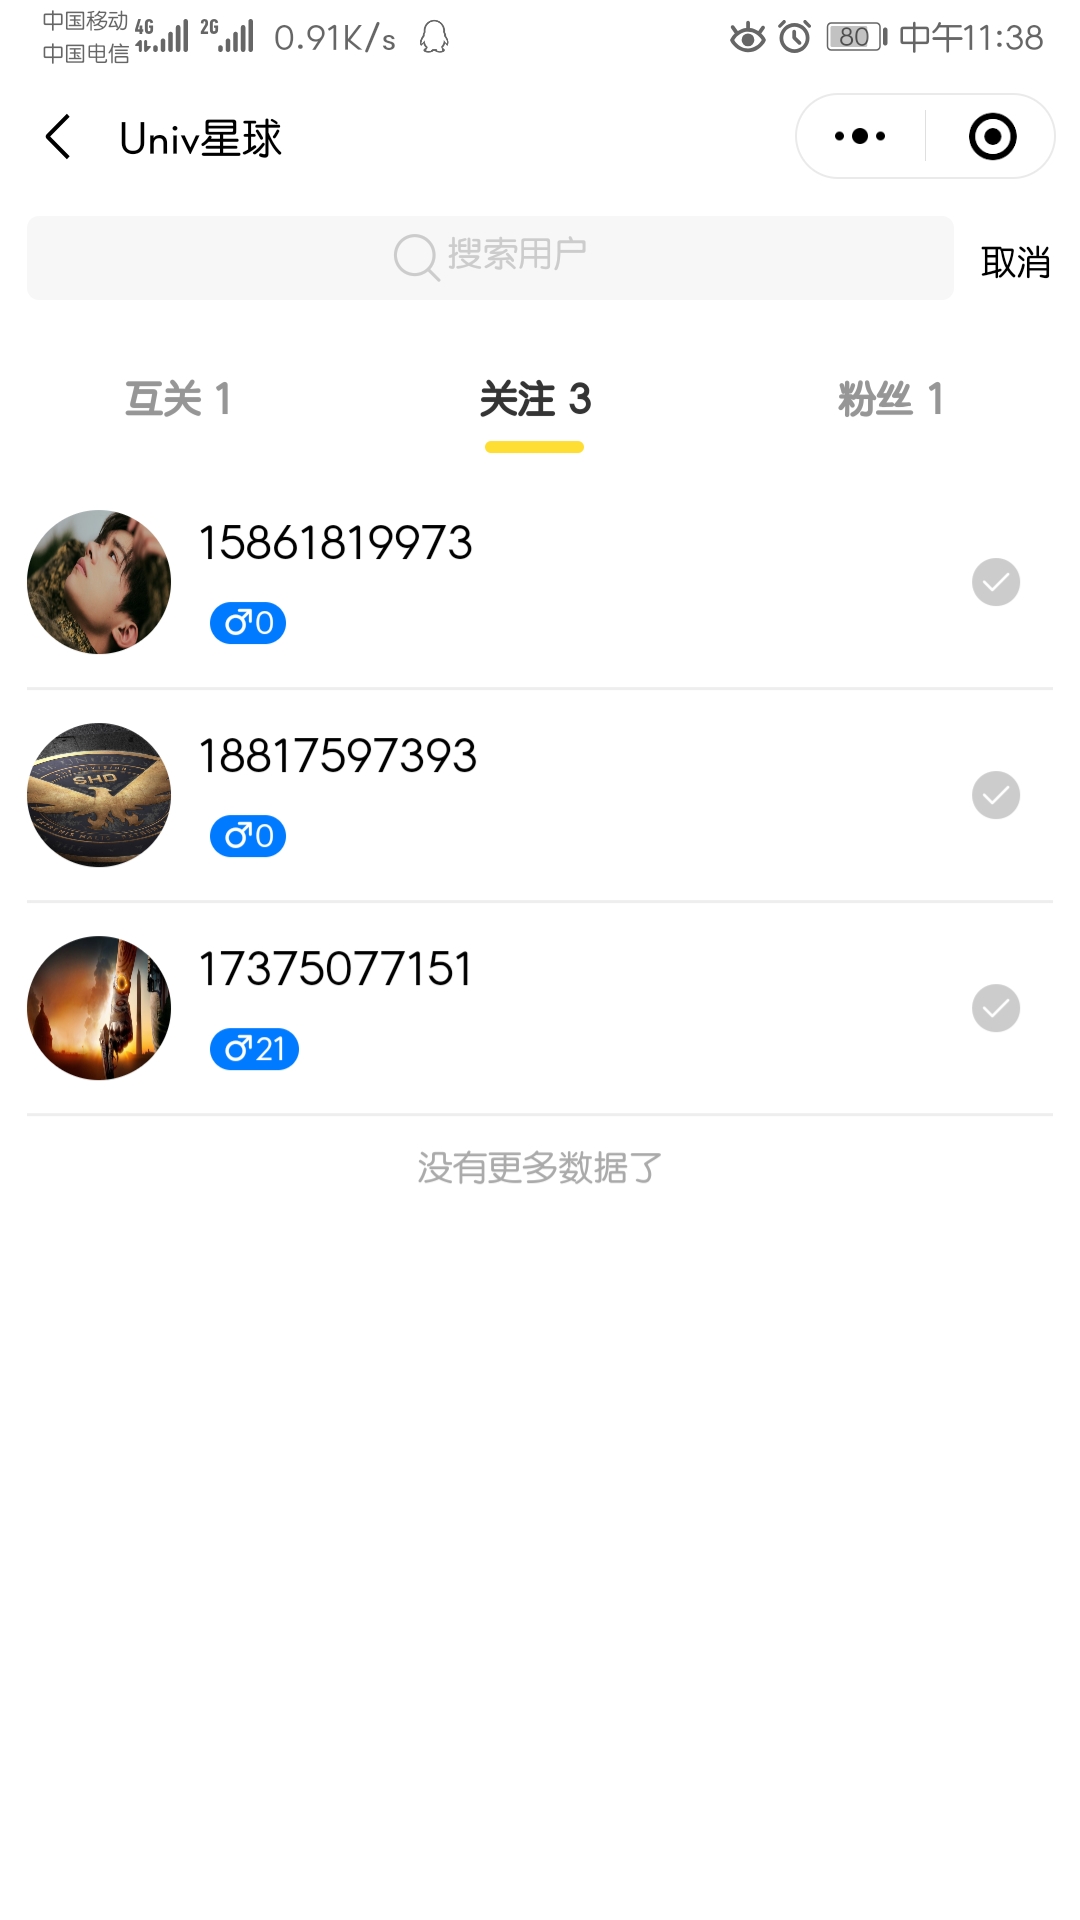 中国移动 4G 2G 0.91K/s 80 中午11:38
中国电信
Univ星球
搜索用户 取消
互关 1 关注 3 粉丝 1
15861819973
♂0
18817597393
SHD
♂0
17375077151
♂21
没有更多数据了